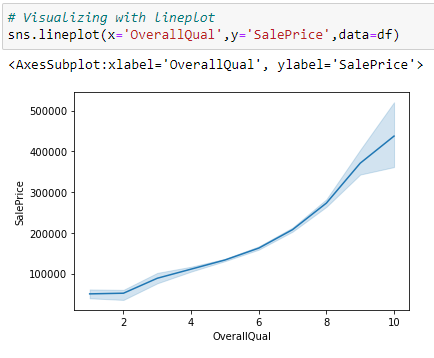 # Visualizing with lineplot
sns.lineplot(x='OverallQual',y='SalePrice',data=df)
<AxesSubplot:xlabel='OverallQual', ylabel='SalePrice'>
500000
400000
300000
200000
100000
SalePrice
2 4 6 8 10
OverallQual